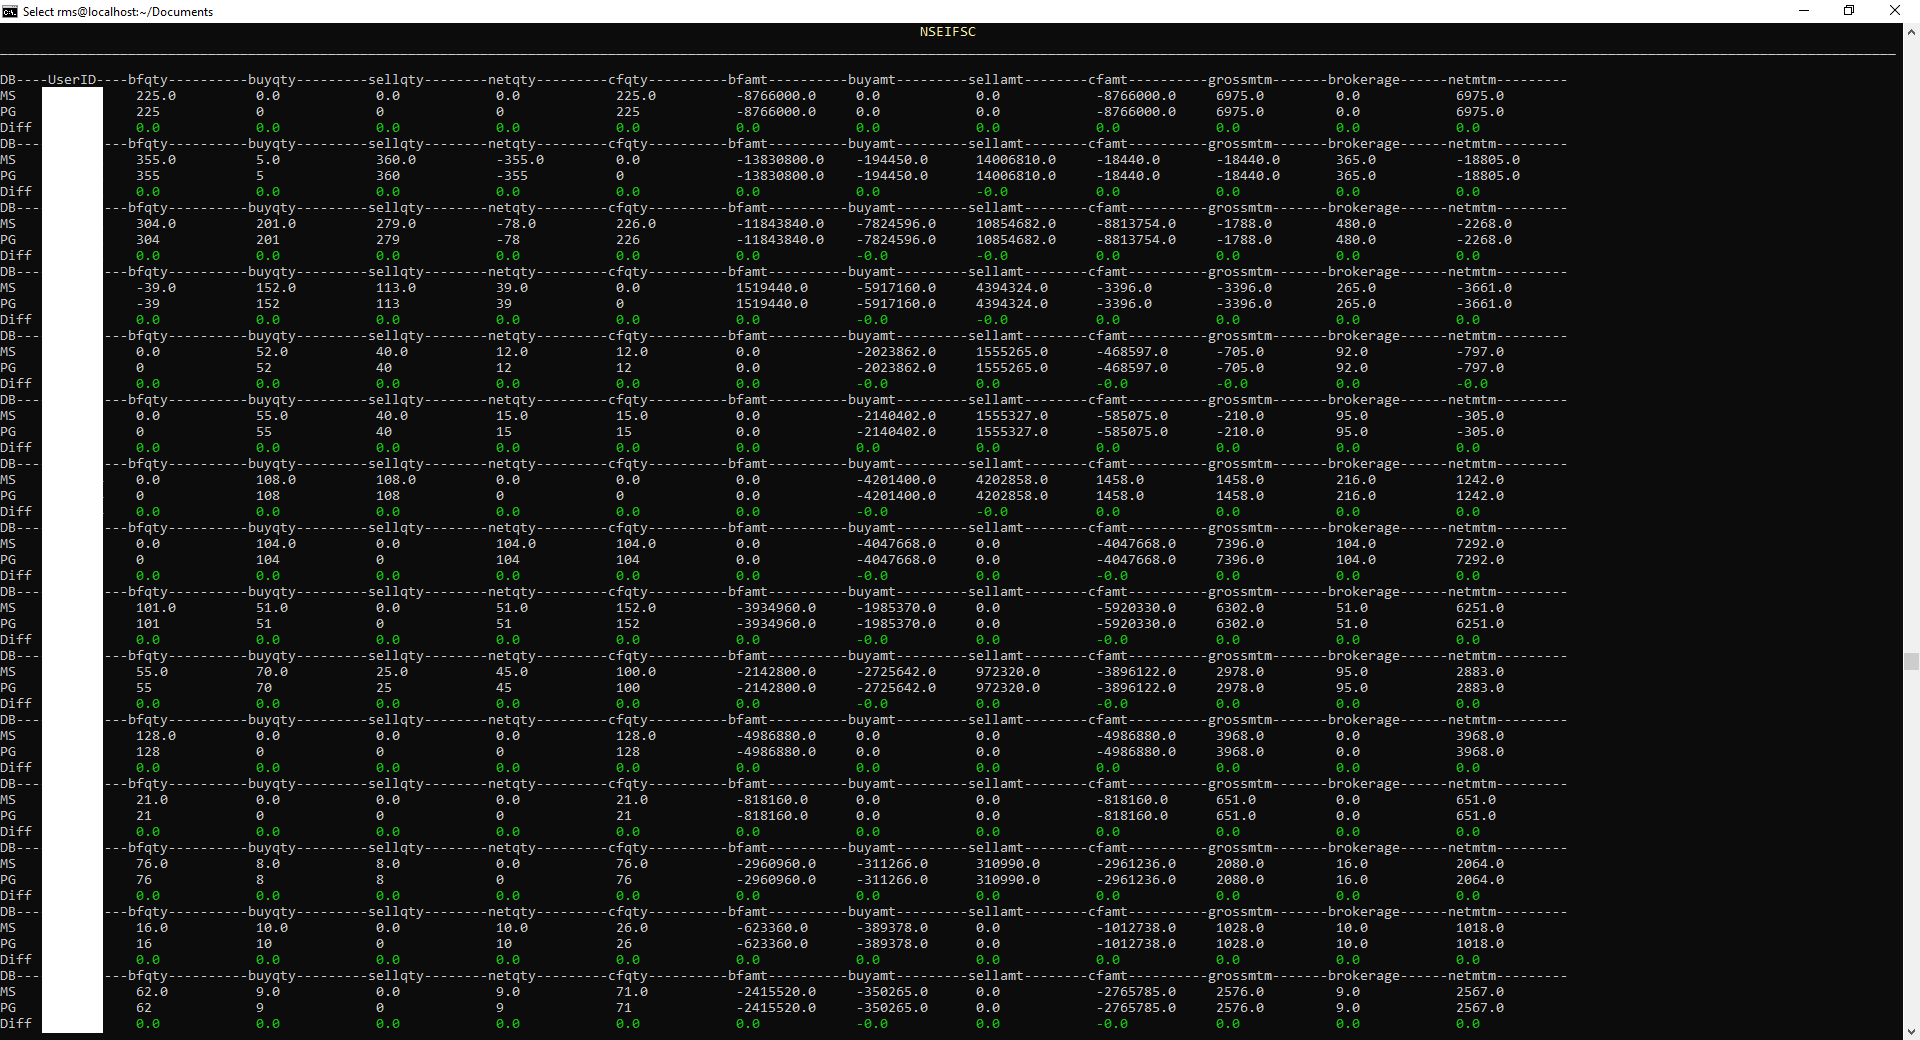 Select rms@localhost:~/Documents
NSEIFSC
DB----UserID----bfqty----------buyqty---------sellqty--------netqty---------cfqty----------bfamt----------buyamt---------sellamt--------cfamt----------grossmtm-------brokerage------netmtm---------
MS 225.0 0.0 0.0 0.0 225.0 -8766000.0 0.0 0.0 -8766000.0 6975.0 0.0 6975.0
PG 225 0 0 0 225 -8766000.0 0.0 0.0 -8766000.0 6975.0 0.0 6975.0
Diff 0.0 0.0 0.0 0.0 0.0 0.0 0.0 0.0 0.0 0.0 0.0 0.0
DB--- ---bfqty----------buyqty---------sellqty--------netqty---------cfqty----------bfamt----------buyamt---------sellamt--------cfamt----------grossmtm-------brokerage------netmtm---------
MS 355.0 5.0 360.0 -355.0 0.0 -13830800.0 -194450.0 14006810.0 -18440.0 -18440.0 365.0 -18805.0
PG 355 5 360 -355 0 -13830800.0 -194450.0 14006810.0 -18440.0 -18440.0 365.0 -18805.0
Diff 0.0 0.0 0.0 0.0 0.0 0.0 0.0 -0.0 0.0 0.0 0.0 0.0
DB--- ---bfqty----------buyqty---------sellqty--------netqty---------cfqty----------bfamt----------buyamt---------sellamt--------cfamt----------grossmtm-------brokerage------netmtm---------
MS 304.0 201.0 279.0 -78.0 226.0 -11843840.0 -7824596.0 10854682.0 -8813754.0 -1788.0 480.0 -2268.0
PG 304 201 279 -78 226 -11843840.0 -7824596.0 10854682.0 -8813754.0 -1788.0 480.0 -2268.0
Diff 0.0 0.0 0.0 0.0 0.0 0.0 -0.0 -0.0 0.0 0.0 0.0 0.0
DB--- ---bfqty----------buyqty---------sellqty--------netqty---------cfqty----------bfamt----------buyamt---------sellamt--------cfamt----------grossmtm-------brokerage------netmtm---------
MS -39.0 152.0 113.0 39.0 0.0 1519440.0 -5917160.0 4394324.0 -3396.0 -3396.0 265.0 -3661.0
PG -39 152 113 39 0 1519440.0 -5917160.0 4394324.0 -3396.0 -3396.0 265.0 -3661.0
Diff 0.0 0.0 0.0 0.0 0.0 0.0 -0.0 -0.0 0.0 0.0 0.0 0.0
DB--- ---bfqty----------buyqty---------sellqty--------netqty---------cfqty----------bfamt----------buyamt---------sellamt--------cfamt----------grossmtm-------brokerage------netmtm---------
MS 0.0 52.0 40.0 12.0 12.0 0.0 -2023862.0 1555265.0 -468597.0 -705.0 92.0 -797.0
PG 0 52 40 12 12 0.0 -2023862.0 1555265.0 -468597.0 -705.0 92.0 -797.0
Diff 0.0 0.0 0.0 0.0 0.0 0.0 -0.0 0.0 -0.0 -0.0 0.0 -0.0
DB--- ---bfqty----------buyqty---------sellqty--------netqty---------cfqty----------bfamt----------buyamt---------sellamt--------cfamt----------grossmtm-------brokerage------netmtm---------
MS 0.0 55.0 40.0 15.0 15.0 0.0 -2140402.0 1555327.0 -585075.0 -210.0 95.0 -305.0
PG 0 55 40 15 15 0.0 -2140402.0 1555327.0 -585075.0 -210.0 95.0 -305.0
Diff 0.0 0.0 0.0 0.0 0.0 0.0 -0.0 0.0 0.0 0.0 0.0 0.0
DB--- ---bfqty----------buyqty---------sellqty--------netqty---------cfqty----------bfamt----------buyamt---------sellamt--------cfamt----------grossmtm-------brokerage------netmtm---------
MS 0.0 108.0 108.0 0.0 0.0 0.0 -4201400.0 4202858.0 1458.0 1458.0 216.0 1242.0
PG 0 108 108 0 0 0.0 -4201400.0 4202858.0 1458.0 1458.0 216.0 1242.0
Diff 0.0 0.0 0.0 0.0 0.0 0.0 -0.0 -0.0 0.0 0.0 0.0 0.0
DB--- ---bfqty----------buyqty---------sellqty--------netqty---------cfqty----------bfamt----------buyamt---------sellamt--------cfamt----------grossmtm-------brokerage------netmtm---------
MS 0.0 104.0 0.0 104.0 104.0 0.0 -4047668.0 0.0 -4047668.0 7396.0 104.0 7292.0
PG 0 104 0 104 104 0.0 -4047668.0 0.0 -4047668.0 7396.0 104.0 7292.0
Diff 0.0 0.0 0.0 0.0 0.0 0.0 -0.0 0.0 -0.0 0.0 0.0 0.0
DB--- ---bfqty----------buyqty---------sellqty--------netqty---------cfqty----------bfamt----------buyamt---------sellamt--------cfamt----------grossmtm-------brokerage------netmtm---------
MS 101.0 51.0 0.0 51.0 152.0 -3934960.0 -1985370.0 0.0 -5920330.0 6302.0 51.0 6251.0
PG 101 51 0 51 152 -3934960.0 -1985370.0 0.0 -5920330.0 6302.0 51.0 6251.0
Diff 0.0 0.0 0.0 0.0 0.0 0.0 -0.0 0.0 -0.0 0.0 0.0 0.0
DB--- ---bfqty----------buyqty---------sellqty--------netqty---------cfqty----------bfamt----------buyamt---------sellamt--------cfamt----------grossmtm-------brokerage------netmtm---------
MS 55.0 70.0 25.0 45.0 100.0 -2142800.0 -2725642.0 972320.0 -3896122.0 2978.0 95.0 2883.0
PG 55 70 25 45 100 -2142800.0 -2725642.0 972320.0 -3896122.0 2978.0 95.0 2883.0
Diff 0.0 0.0 0.0 0.0 0.0 0.0 -0.0 0.0 -0.0 0.0 0.0 0.0
DB--- ---bfqty----------buyqty---------sellqty--------netqty---------cfqty----------bfamt----------buyamt---------sellamt--------cfamt----------grossmtm-------brokerage------netmtm---------
MS 128.0 0.0 0.0 0.0 128.0 -4986880.0 0.0 0.0 -4986880.0 3968.0 0.0 3968.0
PG 128 0 0 0 128 -4986880.0 0.0 0.0 -4986880.0 3968.0 0.0 3968.0
Diff 0.0 0.0 0.0 0.0 0.0 0.0 0.0 0.0 0.0 0.0 0.0 0.0
DB--- ---bfqty----------buyqty---------sellqty--------netqty---------cfqty----------bfamt----------buyamt---------sellamt--------cfamt----------grossmtm-------brokerage------netmtm---------
MS 21.0 0.0 0.0 0.0 21.0 -818160.0 0.0 0.0 -818160.0 651.0 0.0 651.0
PG 21 0 0 0 21 -818160.0 0.0 0.0 -818160.0 651.0 0.0 651.0
Diff 0.0 0.0 0.0 0.0 0.0 0.0 0.0 0.0 0.0 0.0 0.0 0.0
DB--- ---bfqty----------buyqty---------sellqty--------netqty---------cfqty----------bfamt----------buyamt---------sellamt--------cfamt----------grossmtm-------brokerage------netmtm---------
MS 76.0 8.0 8.0 0.0 76.0 -2960960.0 -311266.0 310990.0 -2961236.0 2080.0 16.0 2064.0
PG 76 8 8 0 76 -2960960.0 -311266.0 310990.0 -2961236.0 2080.0 16.0 2064.0
Diff 0.0 0.0 0.0 0.0 0.0 0.0 0.0 0.0 0.0 0.0 0.0 0.0
DB--- ---bfqty----------buyqty---------sellqty--------netqty---------cfqty----------bfamt----------buyamt---------sellamt--------cfamt----------grossmtm-------brokerage------netmtm---------
MS 16.0 10.0 0.0 10.0 26.0 -623360.0 -389378.0 0.0 -1012738.0 1028.0 10.0 1018.0
PG 16 10 0 10 26 -623360.0 -389378.0 0.0 -1012738.0 1028.0 10.0 1018.0
Diff 0.0 0.0 0.0 0.0 0.0 0.0 0.0 0.0 0.0 0.0 0.0 0.0
DB--- ---bfqty----------buyqty---------sellqty--------netqty---------cfqty----------bfamt----------buyamt---------sellamt--------cfamt----------grossmtm-------brokerage------netmtm---------
MS 62.0 9.0 0.0 9.0 71.0 -2415520.0 -350265.0 0.0 -2765785.0 2576.0 9.0 2567.0
PG 62 9 0 9 71 -2415520.0 -350265.0 0.0 -2765785.0 2576.0 9.0 2567.0
Diff 0.0 0.0 0.0 0.0 0.0 0.0 -0.0 0.0 -0.0 0.0 0.0 0.0